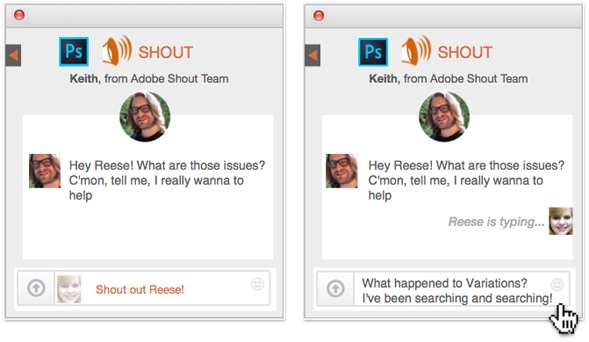 Ps SHOUT
Keith, from Adobe Shout Team
Hey Reese! What are those issues?
C'mon, tell me, I really wanna to
help
Shout out Reese!
Ps SHOUT
Keith, from Adobe Shout Team
Hey Reese! What are those issues?
C'mon, tell me, I really wanna to
help
Reese is typing...
What happened to Variations?
I've been searching and searching!